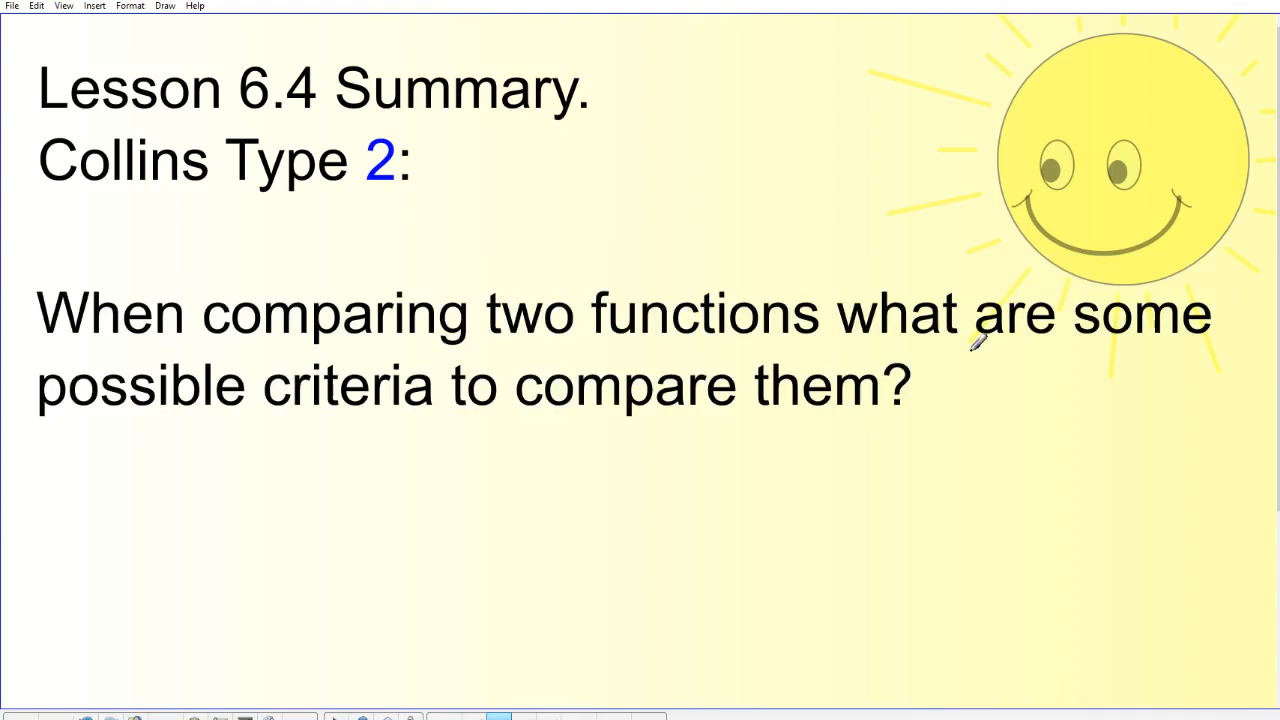 File Edit View Insert Format Draw Help
Lesson 6.4 Summary.
Collins Type 2:
When comparing two functions what are some
possible criteria to compare them?